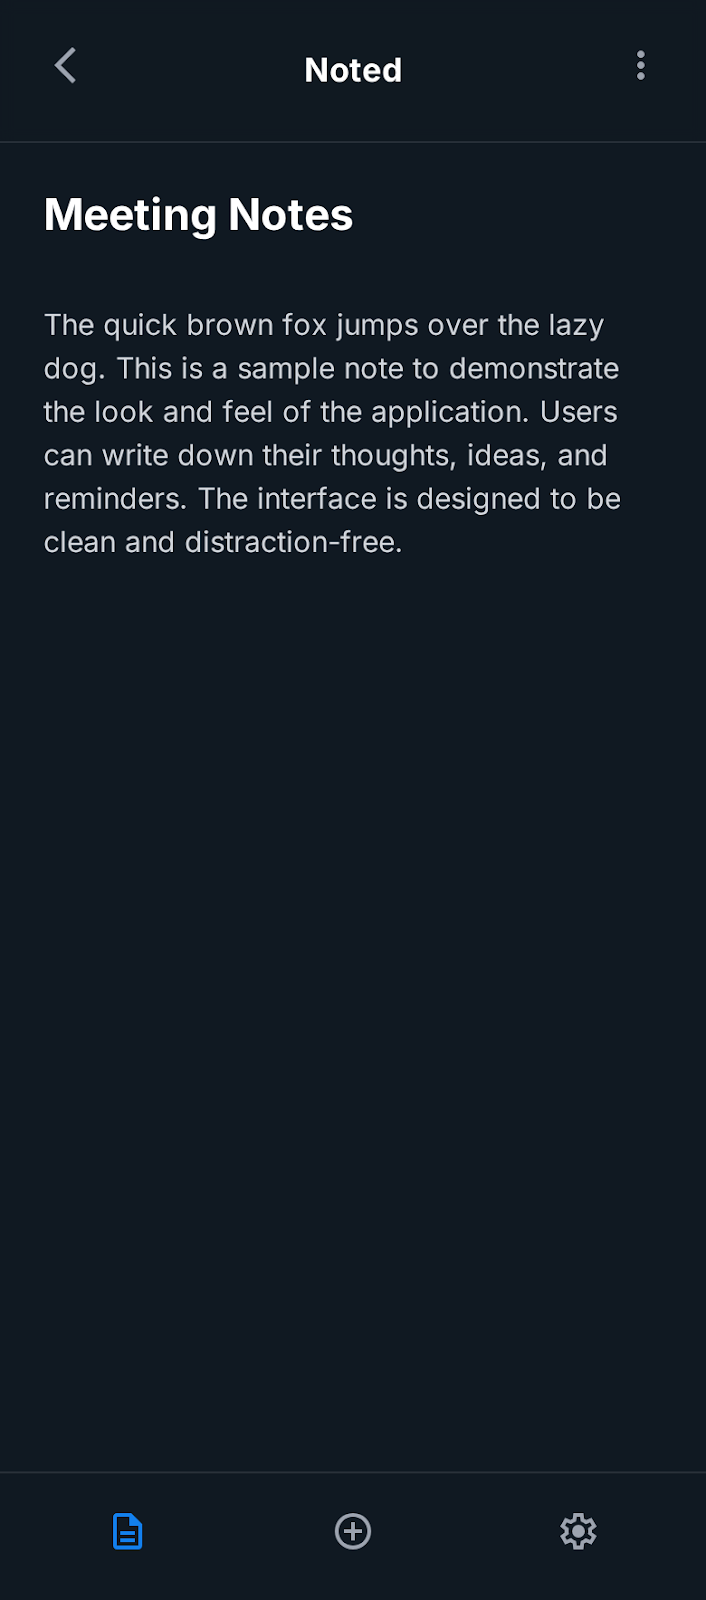 Noted
Meeting Notes
The quick brown fox jumps over the lazy
dog. This is a sample note to demonstrate
the look and feel of the application. Users
can write down their thoughts, ideas, and
reminders. The interface is designed to be
clean and distraction-free.